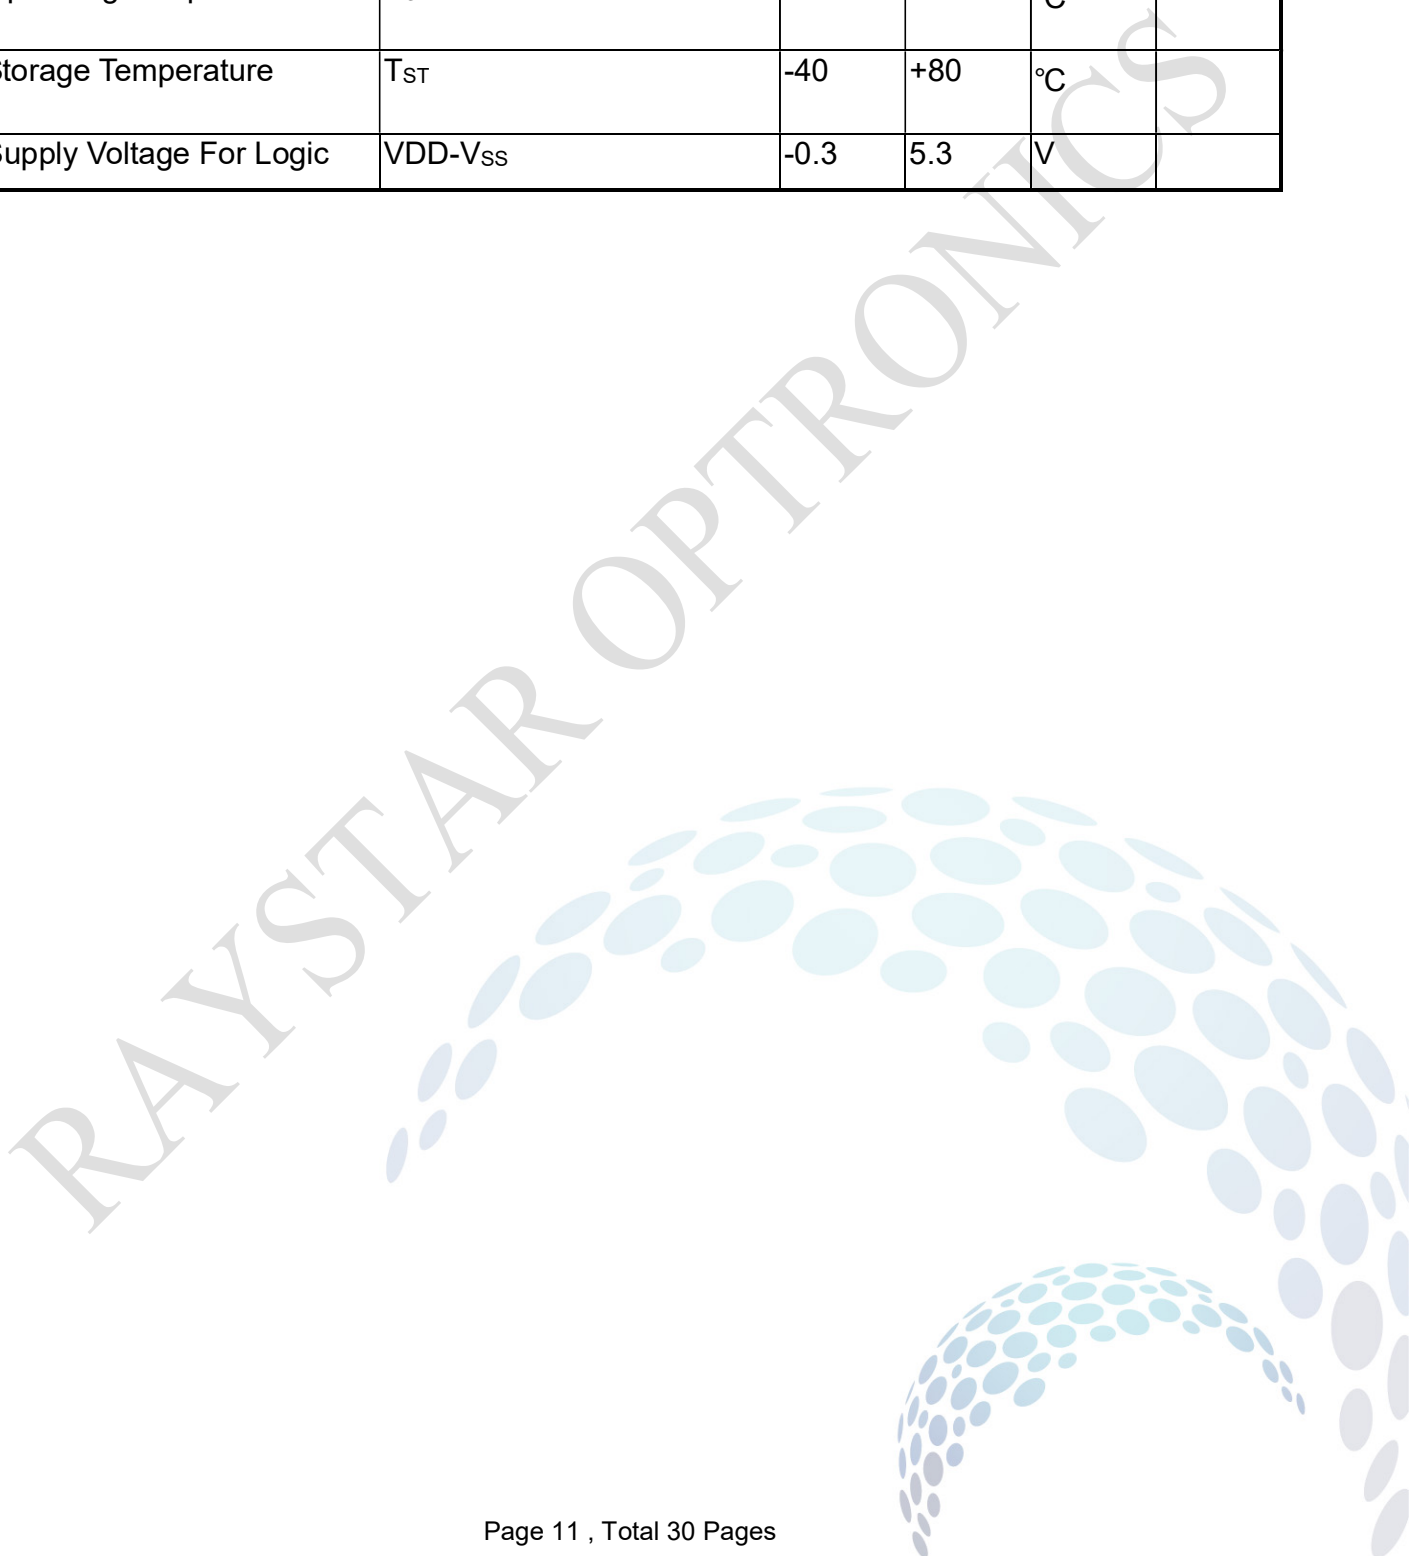 ℃
Storage Temperature TST -40 +80 ℃
Supply Voltage For Logic VDD-VSS -0.3 5.3 V
RAYSTAR OPTRONICS
Page 11 , Total 30 Pages